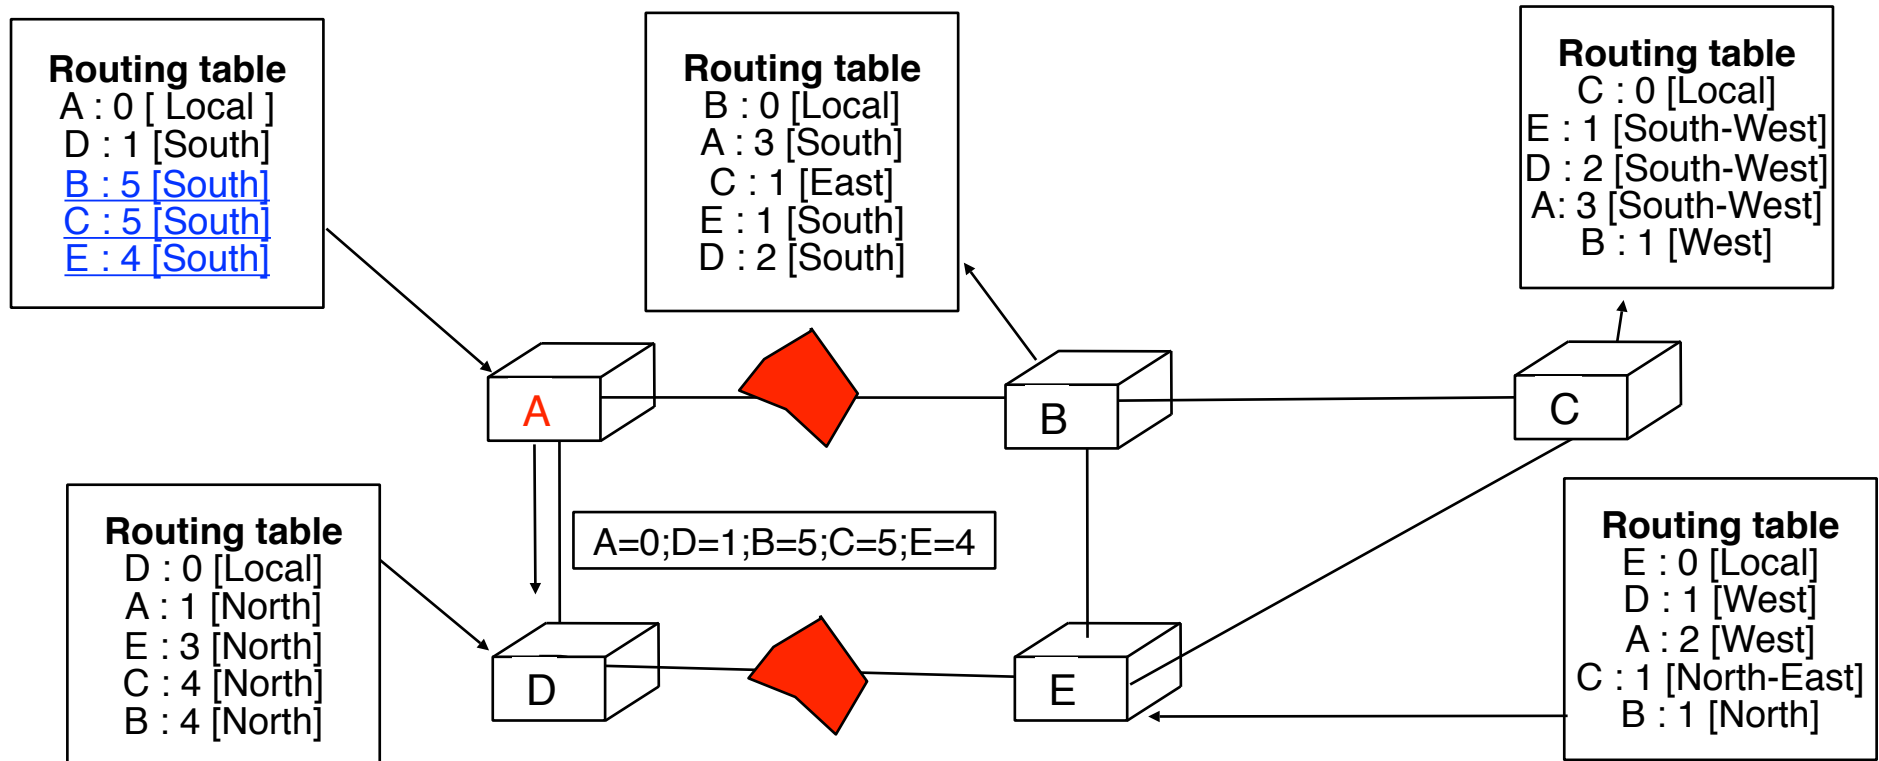 Routing table
A : 0 [ Local ]
D : 1 [South]
B : 5 [South]
C : 5 [South]
E : 4 [South]
Routing table
B : 0 [Local]
A : 3 [South]
C : 1 [East]
E : 1 [South]
D : 2 [South]
Routing table
C : 0 [Local]
E : 1 [South-West]
D : 2 [South-West]
A: 3 [South-West]
B : 1 [West]
A
B
C
A=0;D=1;B=5;C=5;E=4
Routing table
D : 0 [Local]
A : 1 [North]
E : 3 [North]
C : 4 [North]
B : 4 [North]
D
E
Routing table
E : 0 [Local]
D : 1 [West]
A : 2 [West]
C : 1 [North-East]
B : 1 [North]